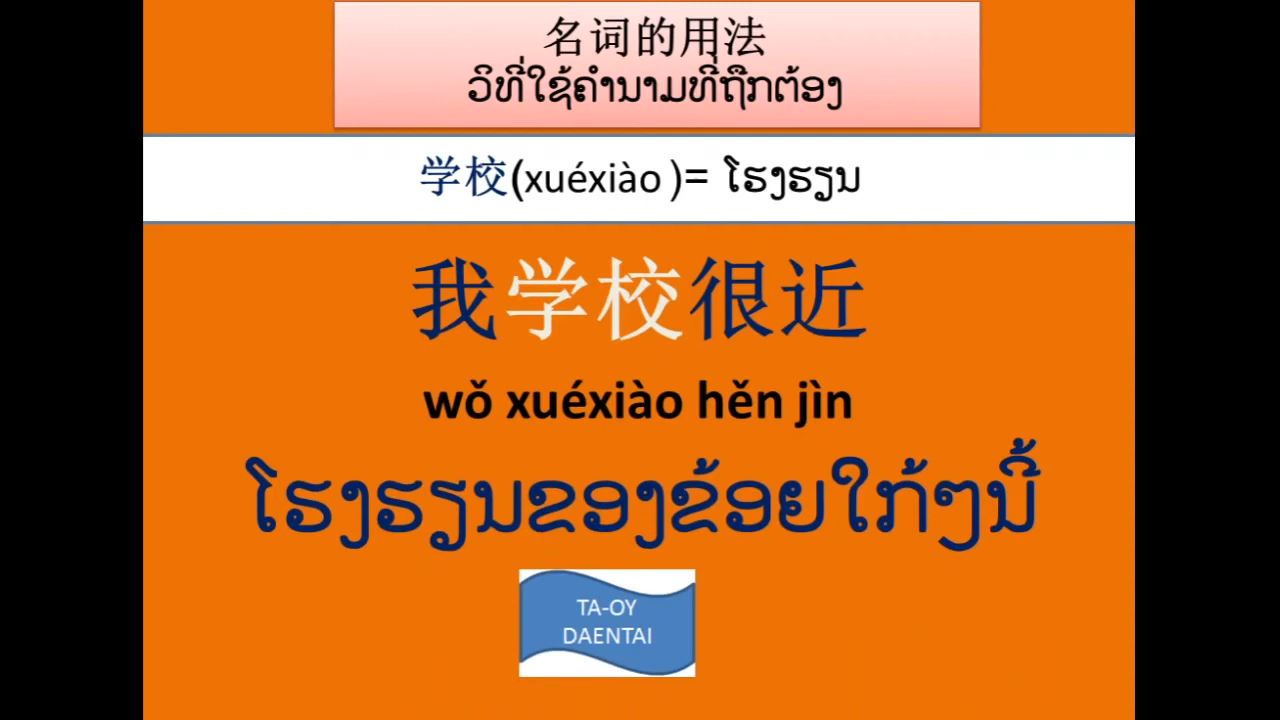 名词的用法
ວິທີ່ໃຊ້ຄຳນາມທີ່ຖືກຕ້ອງ
学校(xuéxiào )= ໂຮງຮຽນ
我学校很近
wǒ xuéxiào hěn jìn
ໂຮງຮຽນຂອງຂ້ອຍໃກ້ໆນີ້
TA-OY
DAENTAI